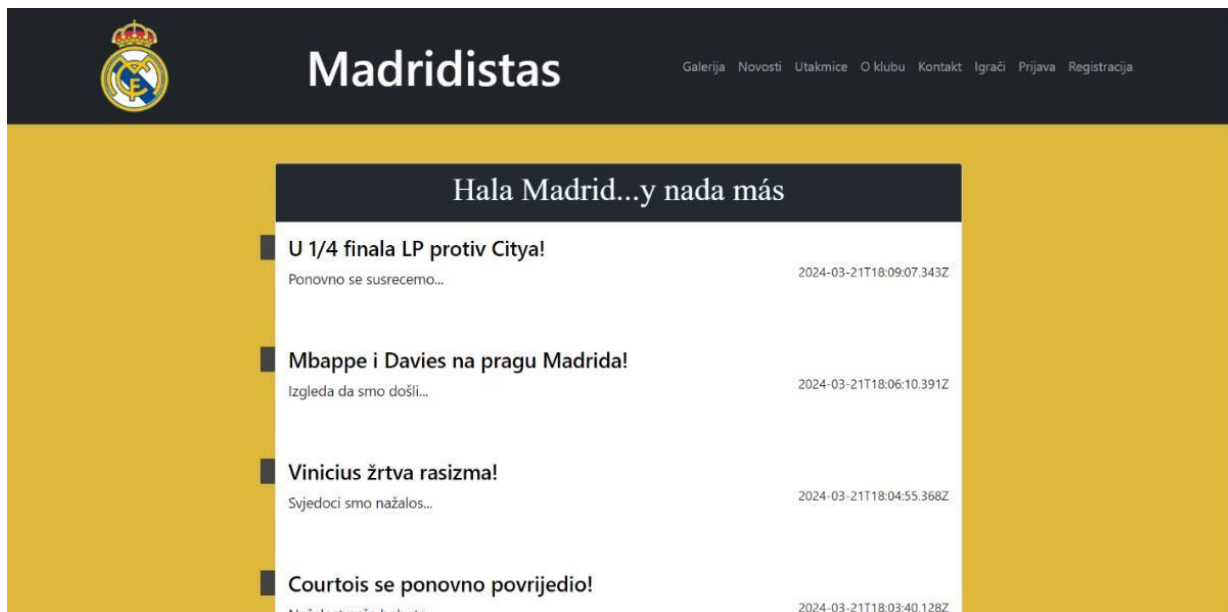 Madridistas
Galerija Novosti Utakmice O klubu Kontakt Igrači Prijava Registracija
Hala Madrid...y nada más
U 1/4 finala LP protiv Citya!
Ponovno se susrecemo...
2024-03-21T18:09:07.343Z
Mbappe i Davies na pragu Madrida!
Izgleda da smo došli...
2024-03-21T18:06:10.391Z
Vinicius žrtva rasizma!
Svjedoci smo nažalos...
2024-03-21T18:04:55.368Z
Courtois se ponovno povrijedio!
2024-03-21T18:03:40.128Z